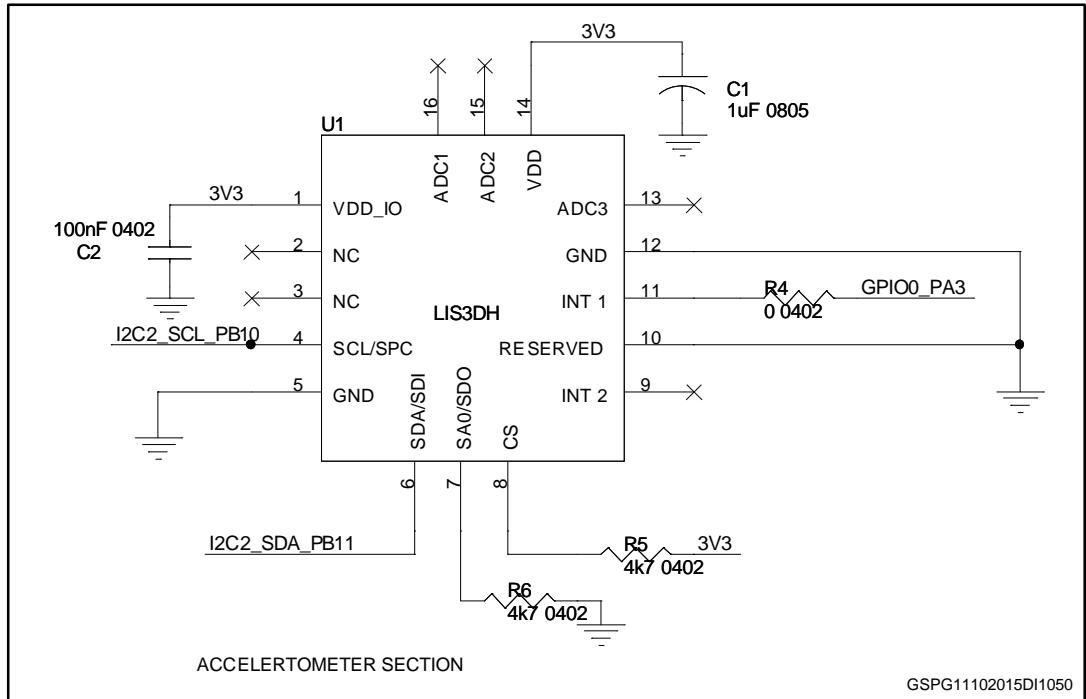 3V3
C1
1uF 0805
16
15
14
U1
ADC1
ADC2
VDD
3V3
1
VDD_IO
ADC3
13
100nF 0402
C2
2
NC
GND
12
3
NC
INT 1
11
R4
0 0402
GPIO0_PA3
LIS3DH
I2C2_SCL_PB10
4
SCL/SPC
RESERVED
10
5
GND
INT 2
9
SDA/SDI
SA0/SDO
CS
6
7
8
I2C2_SDA_PB11
R5
4k7 0402
3V3
R6
4k7 0402
ACCELERTOMETER SECTION
GSPG11102015DI1050